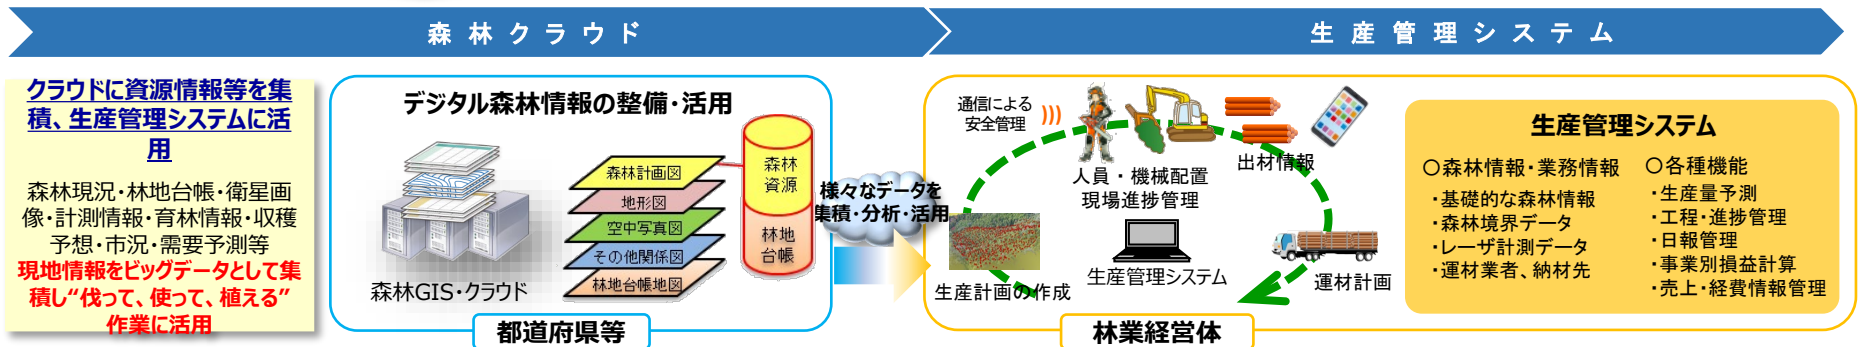 森林クラウド
生産管理システム
クラウドに資源情報等を集
積、生産管理システムに活
用
森林現況・林地台帳・衛星画
像・計測情報・育林情報・収穫
予想・市況・需要予測等
現地情報をビッグデータとして集
積し“伐って、使って、植える”
作業に活用
デジタル森林情報の整備・活用
森林GIS・クラウド
森林計画図
地形図
空中写真図
その他関係図
林地台帳地図
森林
資源
林地
台帳
都道府県等
様々なデータを
集積・分析・活用
通信による
安全管理
人員・機械配置
現場進捗管理
出材情報
生産管理システム
生産計画の作成
運材計画
林業経営体
生産管理システム
〇森林情報・業務情報
・基礎的な森林情報
・森林境界データ
・レーザ計測データ
・運材業者、納材先
〇各種機能
・生産量予測
・工程・進捗管理
・日報管理
・事業別損益計算
・売上・経費情報管理